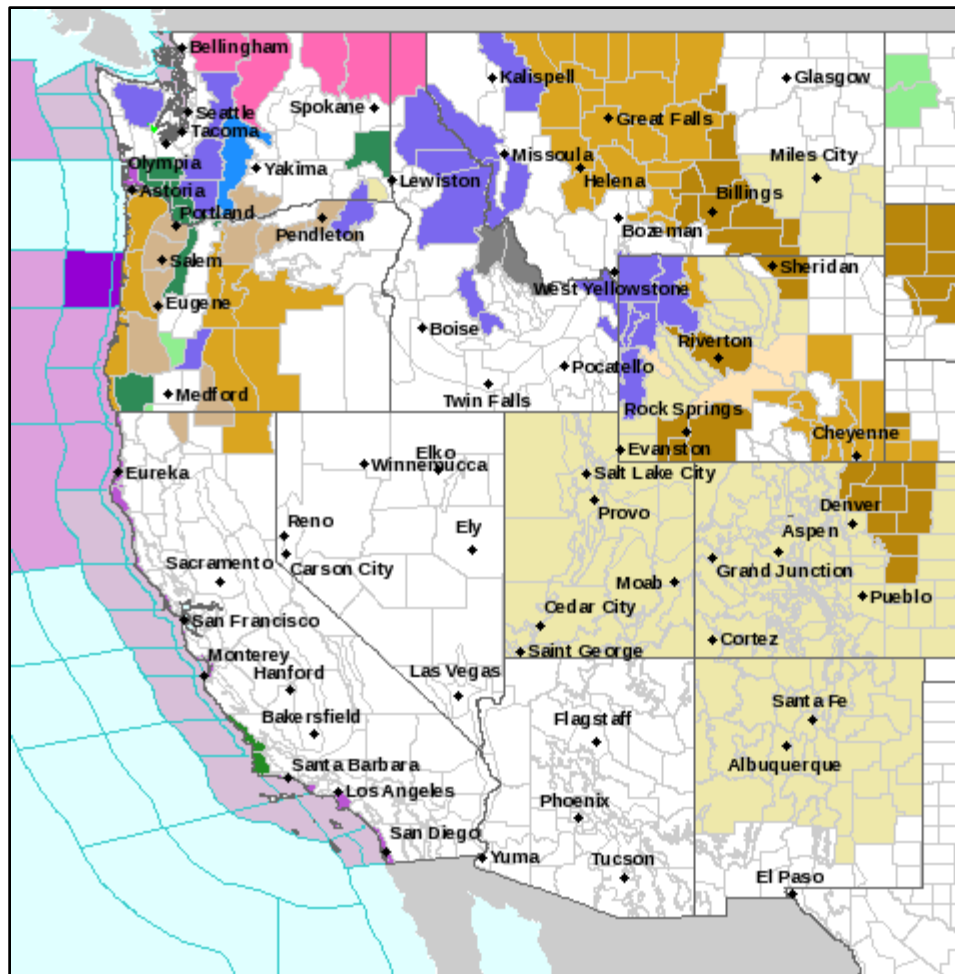 Bellingham
Kalispell
Glasgow
Spokane
Seattle
Great Falls
Tacoma
Olympia
Yakima
Missoula
Miles City
Helena
Lewiston
Astoria
Billings
Portland
Pendleton
Bozeman
Salem
Sheridan
West Yellowstone
Eugene
Boise
Riverton
Pocatello
Medford
Twin Falls
Rock Springs
Cheyenne
Evanston
Elko
Winnemucca
Eureka
Salt Lake City
Provo
Denver
Reno
Ely
Aspen
Carson City
Grand Junction
Sacramento
Moab
Pueblo
Cedar City
San Francisco
Cortez
Saint George
Monterey
Hanford
Las Vegas
Santa Fe
Bakersfield
Flagstaff
Albuquerque
Santa Barbara
Los Angeles
Phoenix
San Diego
Yuma
Tucson
El Paso